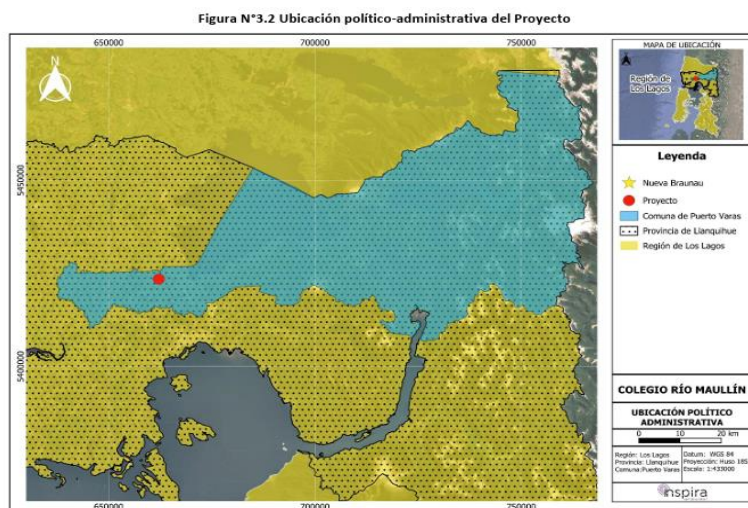 Figura N°3.2 Ubicación político-administrativa del Proyecto
650000
700000
750000
N
5450000
5400000
650000
700000
750000
MAPA DE UBICACIÓN
Región de
Los Lagos
Leyenda
Nueva Braunau
Proyecto
Comuna de Puerto Varas
Provincia de Llanquihue
Región de Los Lagos
COLEGIO RÍO MAULLÍN
UBICACIÓN POLÍTICO
ADMINISTRATIVA
0 10 20 km
Región: Los Lagos
Provincia: Llanquihue
Comuna: Puerto Varas
Datum: WGS 84
Proyección: Huso 18S
Escala: 1:433000
inspira